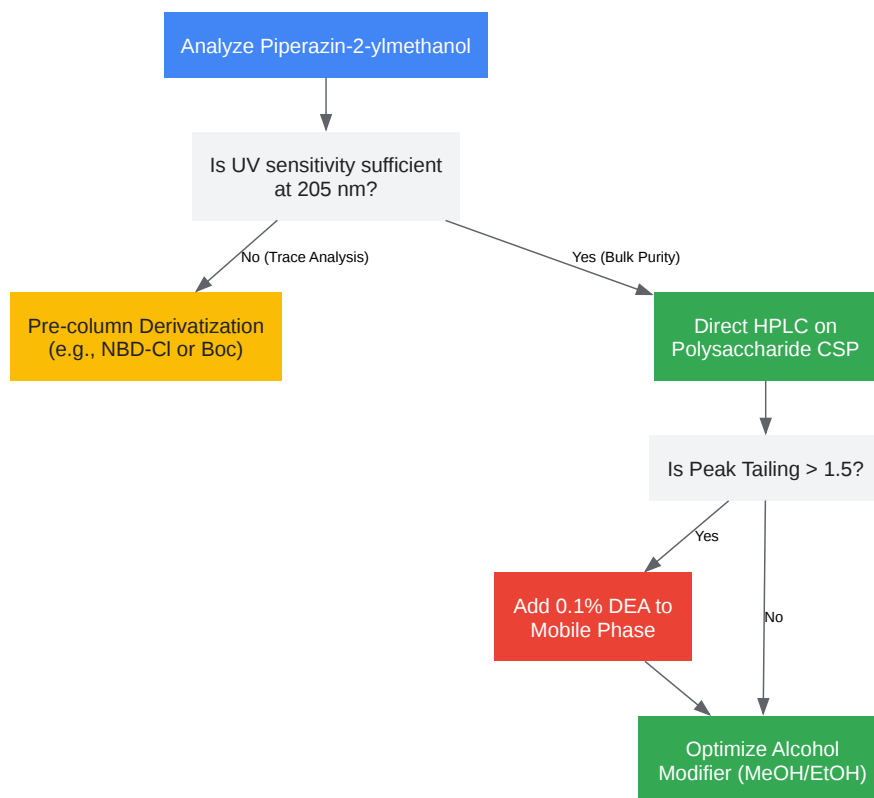 Analyze Piperazin-2-ylmethanol
Is UV sensitivity sufficient
at 205 nm?
No (Trace Analysis)
Yes (Bulk Purity)
Pre-column Derivatization
(e.g., NBD-Cl or Boc)
Direct HPLC on
Polysaccharide CSP
Is Peak Tailing > 1.5?
Yes
Add 0.1% DEA to
Mobile Phase
No
Optimize Alcohol
Modifier (MeOH/EtOH)